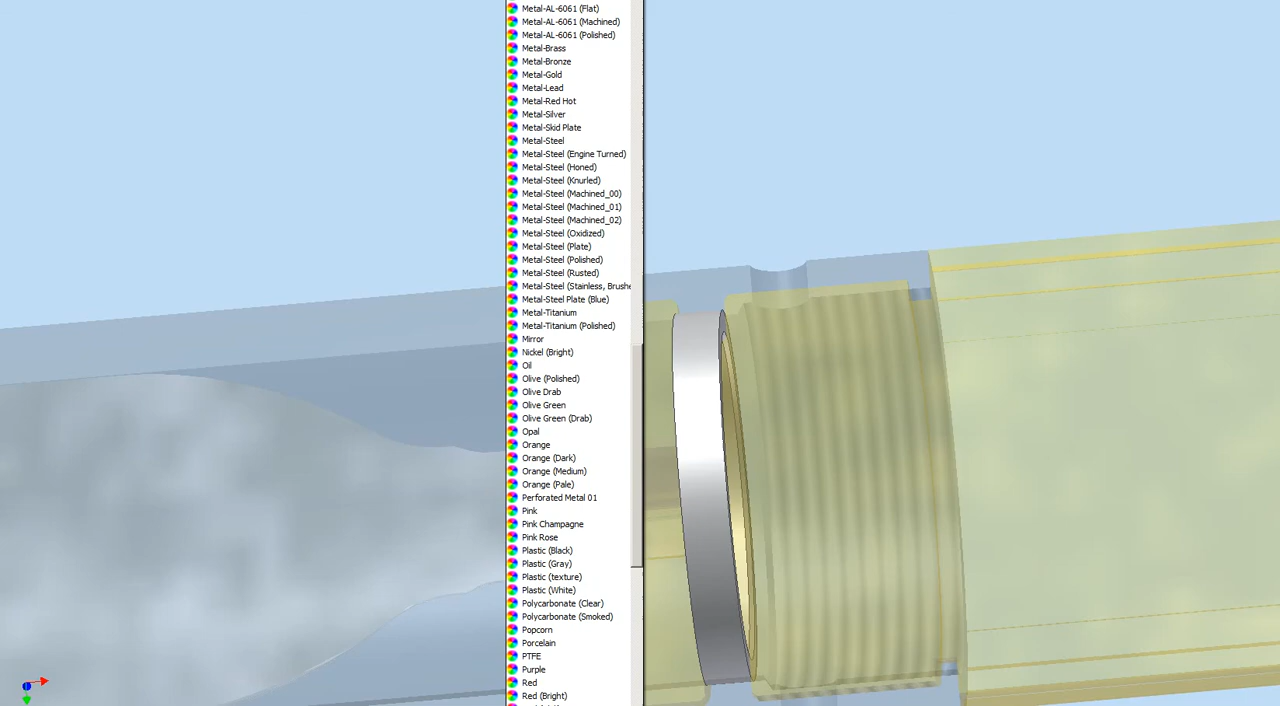 Metal-AL-6061 (Flat)
Metal-AL-6061 (Machined)
Metal-AL-6061 (Polished)
Metal-Brass
Metal-Bronze
Metal-Gold
Metal-Lead
Metal-Red Hot
Metal-Silver
Metal-Skid Plate
Metal-Steel
Metal-Steel (Engine Turned)
Metal-Steel (Honed)
Metal-Steel (Knurled)
Metal-Steel (Machined_00)
Metal-Steel (Machined_01)
Metal-Steel (Machined_02)
Metal-Steel (Oxidized)
Metal-Steel (Plate)
Metal-Steel (Polished)
Metal-Steel (Rusted)
Metal-Steel (Stainless, Brushe
Metal-Steel Plate (Blue)
Metal-Titanium
Metal-Titanium (Polished)
Mirror
Nickel (Bright)
Oil
Olive (Polished)
Olive Drab
Olive Green
Olive Green (Drab)
Opal
Orange
Orange (Dark)
Orange (Medium)
Orange (Pale)
Perforated Metal 01
Pink
Pink Champagne
Pink Rose
Plastic (Black)
Plastic (Gray)
Plastic (texture)
Plastic (White)
Polycarbonate (Clear)
Polycarbonate (Smoked)
Popcorn
Porcelain
PTFE
Purple
Red
Red (Bright)